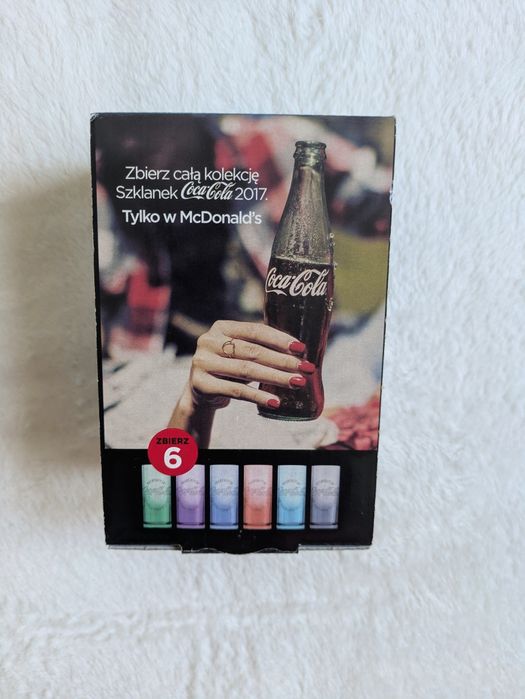 Zbierz całą kolekcję
Szklanek Coca-Cola 2017.
Tylko w McDonald's
Coca-Cola
ZBIERZ
6